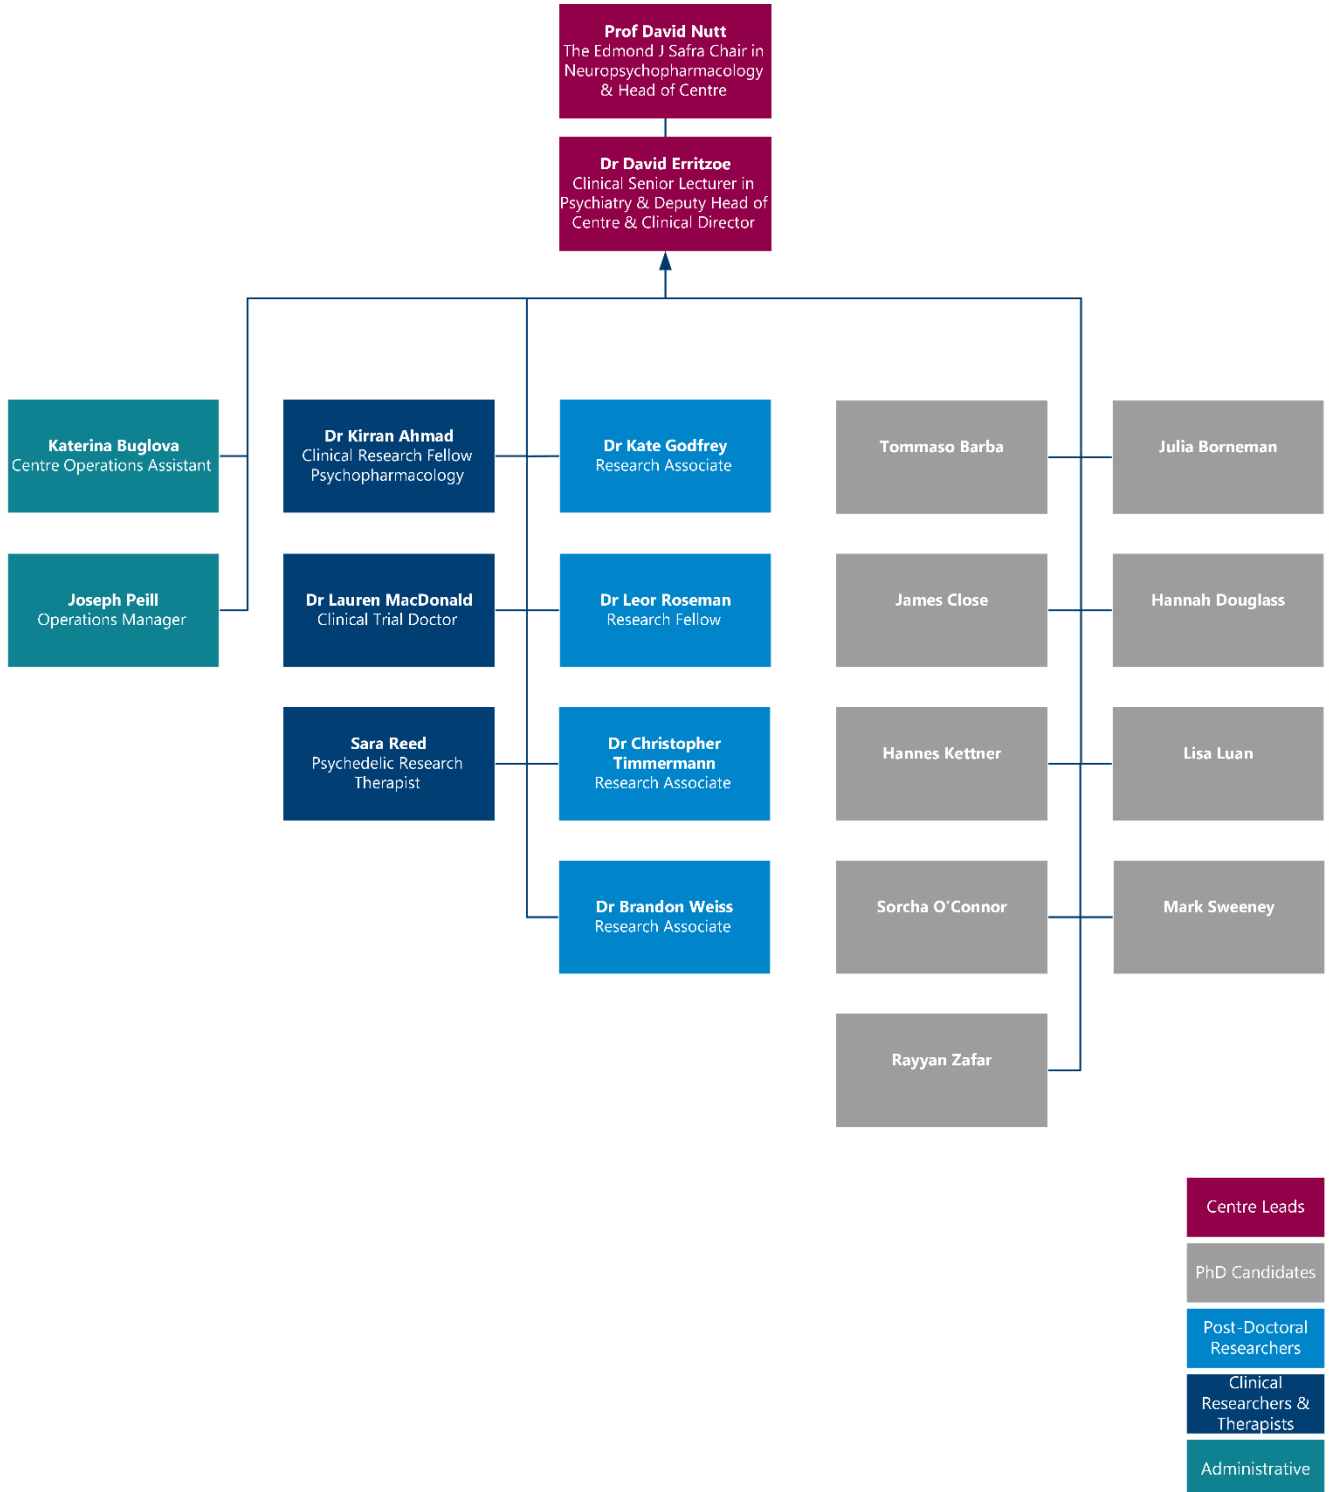 Prof David Nutt
The Edmond J Safra Chair in
Neuropsychopharmacology
& Head of Centre
Dr David Erritzoe
Clinical Senior Lecturer in
Psychiatry & Deputy Head of
Centre & Clinical Director
Katerina Buglova
Centre Operations Assistant
Dr Kirran Ahmad
Clinical Research Fellow
Psychopharmacology
Dr Kate Godfrey
Research Associate
Tommaso Barba
Julia Borneman
Joseph Peill
Operations Manager
Dr Lauren MacDonald
Clinical Trial Doctor
Dr Leor Roseman
Research Fellow
James Close
Hannah Douglass
Sara Reed
Psychedelic Research
Therapist
Dr Christopher
Timmermann
Research Associate
Hannes Kettner
Lisa Luan
Dr Brandon Weiss
Research Associate
Sorcha O'Connor
Mark Sweeney
Rayyan Zafar
Centre Leads
PhD Candidates
Post-Doctoral
Researchers
Clinical
Researchers &
Therapists
Administrative